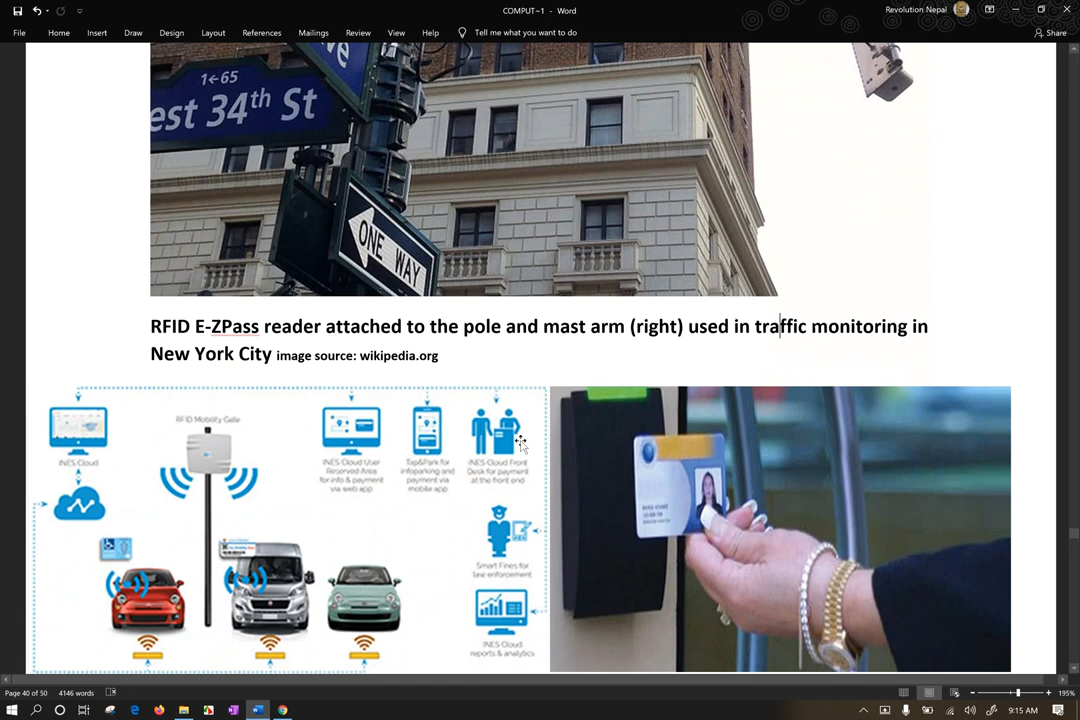 COMPUT~1 - Word
Revolution Nepal
File Home Insert Draw Design Layout References Mailings Review View Help Tell me what you want to do
Share
1←65
est 34th St
ve
ONE WAY
RFID E-ZPass reader attached to the pole and mast arm (right) used in traffic monitoring in
New York City image source: wikipedia.org
RFID Mobility Gate
INES Cloud
INES Cloud User
Reserved Area
for info & payment
via web app
Tap&Park for
infoparking and
payment via
mobile app
INES Cloud Front
Desk for payment
at the front end
Smart Fines for
law enforcement
INES Cloud
reports & analytics
Page 40 of 50 4146 words
195%
9:15 AM